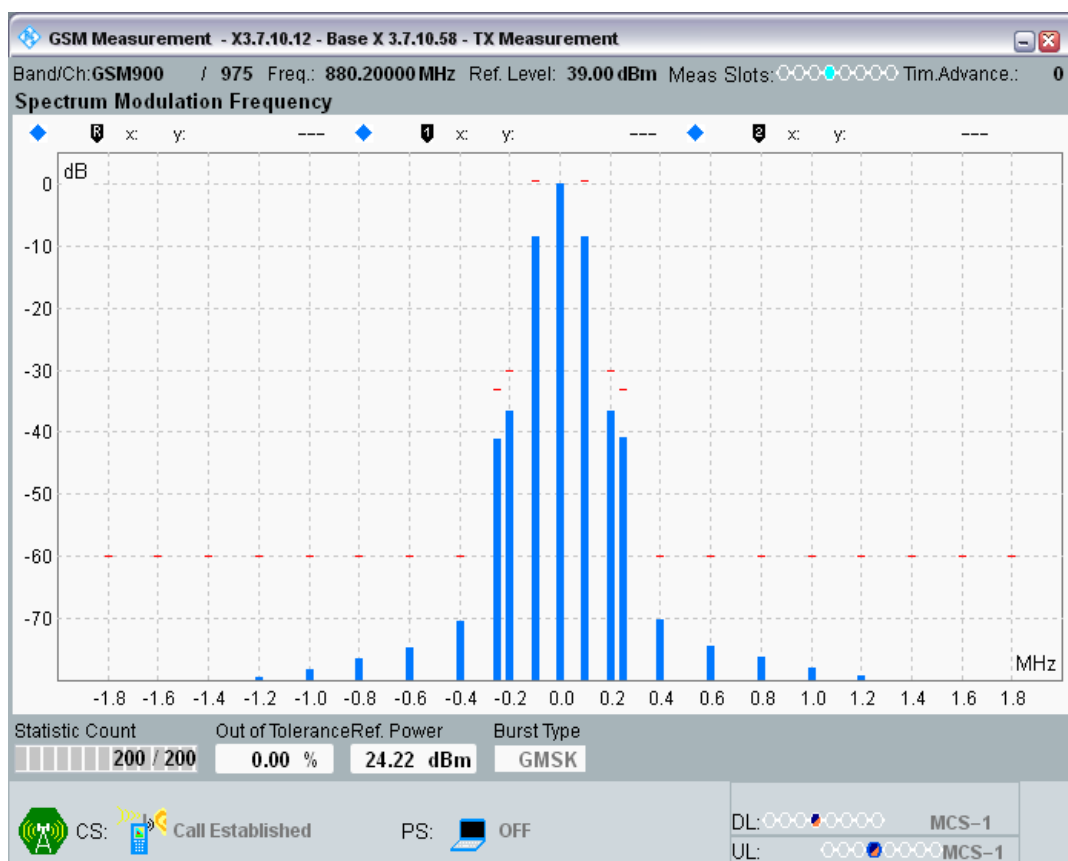 GSM Measurement - X3.7.10.12 - Base X 3.7.10.58 - TX Measurement
Band/Ch:GSM900 / 975 Freq.: 880.20000 MHz Ref. Level: 39.00 dBm Meas Slots: Tim.Advance.: 0
Spectrum Modulation Frequency
R x: y: --- 1 x: y: --- 2 x: y: ---
dB
0
-10
-20
-30
-40
-50
-60
-70
MHz
-1.8 -1.6 -1.4 -1.2 -1.0 -0.8 -0.6 -0.4 -0.2 0.0 0.2 0.4 0.6 0.8 1.0 1.2 1.4 1.6 1.8
Statistic Count Out of Tolerance Ref. Power Burst Type
200 / 200 0.00 % 24.22 dBm GMSK
CS: Call Established PS: OFF
DL: MCS-1
UL: MCS-1